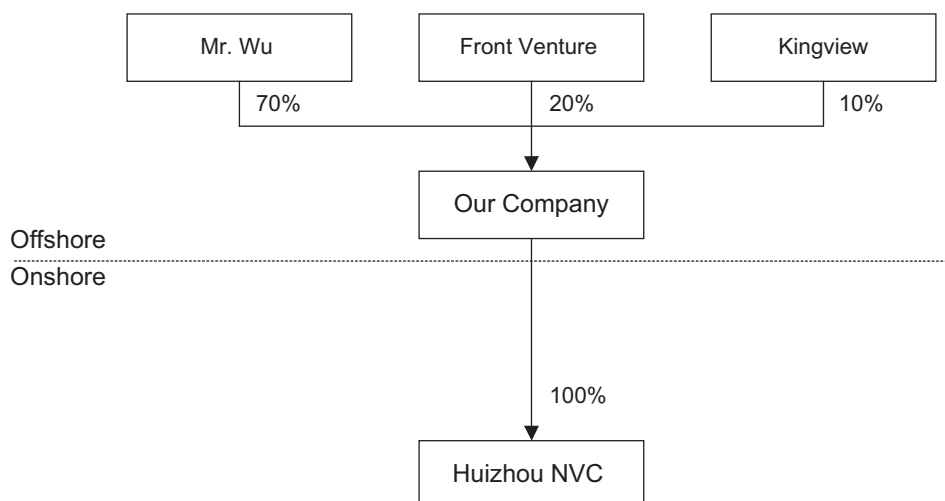 Mr. Wu
Front Venture
Kingview
70%
20%
10%
Our Company
Offshore
Onshore
100%
Huizhou NVC